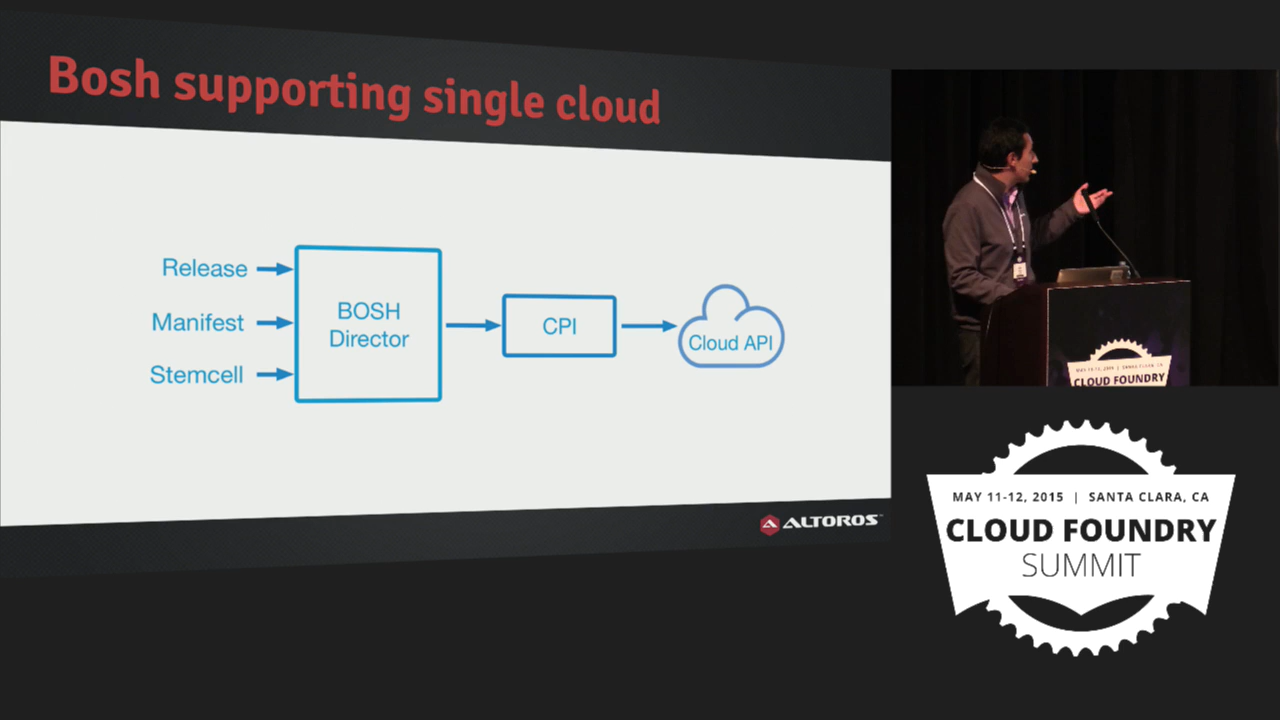 Bosh supporting single cloud
Release
Manifest
Stemcell
BOSH
Director
CPI
Cloud API
ALTOROS
CLOUD FOUNDRY
MAY 11-12, 2015 | SANTA CLARA, CA
CLOUD FOUNDRY
SUMMIT